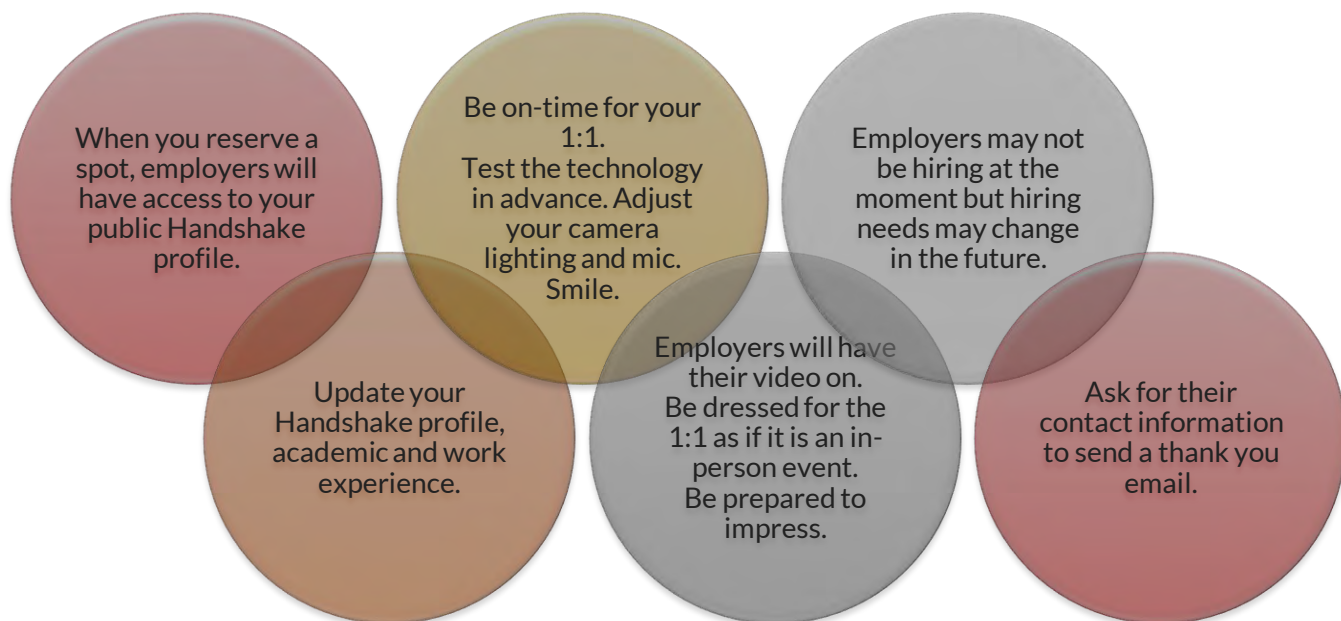 When you reserve a
spot, employers will
have access to your
public Handshake
profile.
Update your
Handshake profile,
academic and work
experience.
Be on-time for your
1:1.
Test the technology
in advance. Adjust
your camera
lighting and mic.
Smile.
Employers will have
their video on.
Be dressed for the
1:1 as if it is an in-
person event.
Be prepared to
impress.
Employers may not
be hiring at the
moment but hiring
needs may change
in the future.
Ask for their
contact information
to send a thank you
email.